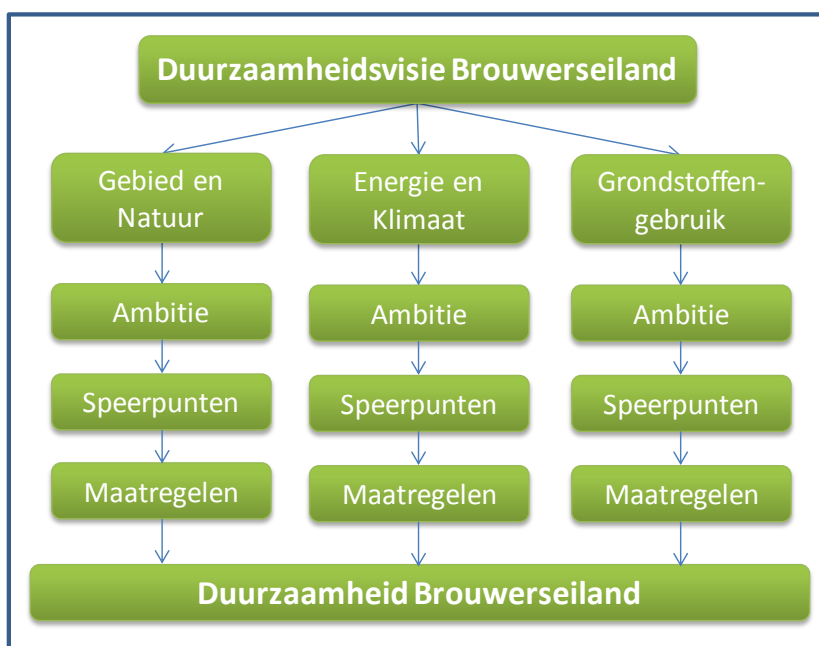 Duurzaamheidsvisie Brouwerseiland
Gebied en
Natuur
Energie en
Klimaat
Grondstoffen-
gebruik
Ambitie
Ambitie
Ambitie
Speerpunten
Speerpunten
Speerpunten
Maatregelen
Maatregelen
Maatregelen
Duurzaamheid Brouwerseiland